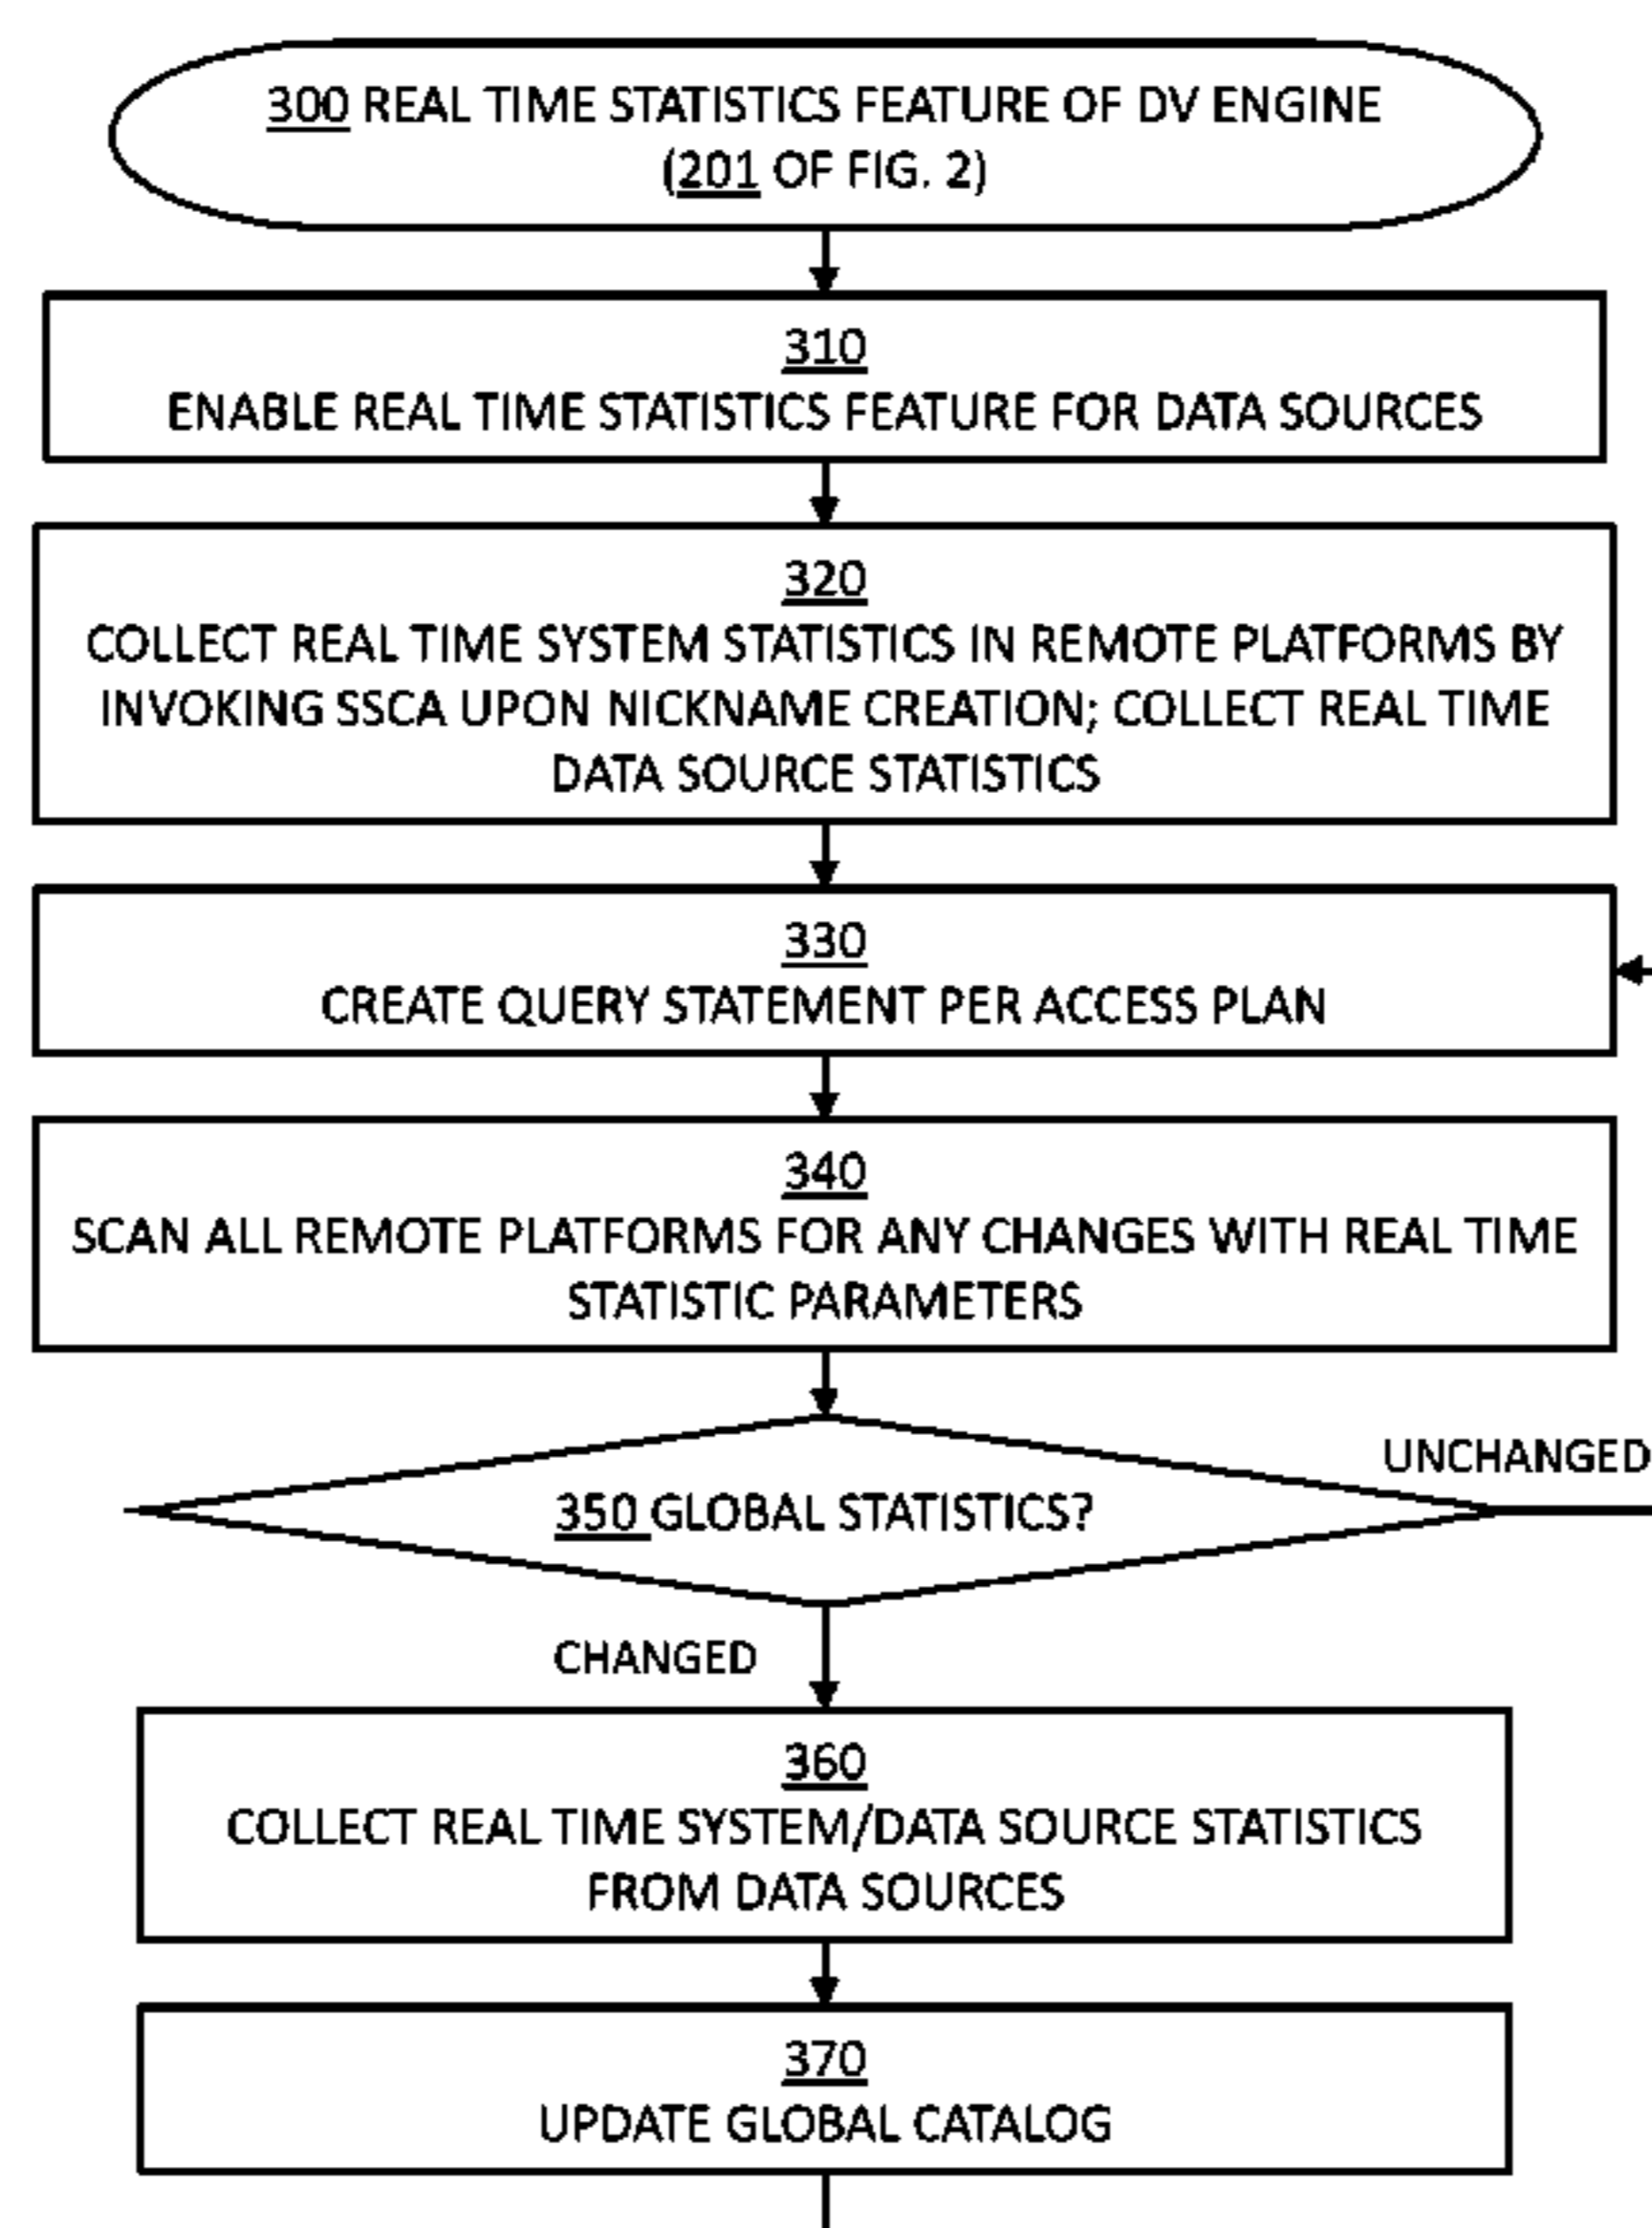 300 REAL TIME STATISTICS FEATURE OF DV ENGINE
(201 OF FIG. 2)
310
ENABLE REAL TIME STATISTICS FEATURE FOR DATA SOURCES
320
COLLECT REAL TIME SYSTEM STATISTICS IN REMOTE PLATFORMS BY
INVOKING SSCA UPON NICKNAME CREATION; COLLECT REAL TIME
DATA SOURCE STATISTICS
330
CREATE QUERY STATEMENT PER ACCESS PLAN
340
SCAN ALL REMOTE PLATFORMS FOR ANY CHANGES WITH REAL TIME
STATISTIC PARAMETERS
UNCHANGED
350 GLOBAL STATISTICS?
CHANGED
360
COLLECT REAL TIME SYSTEM/DATA SOURCE STATISTICS
FROM DATA SOURCES
370
UPDATE GLOBAL CATALOG